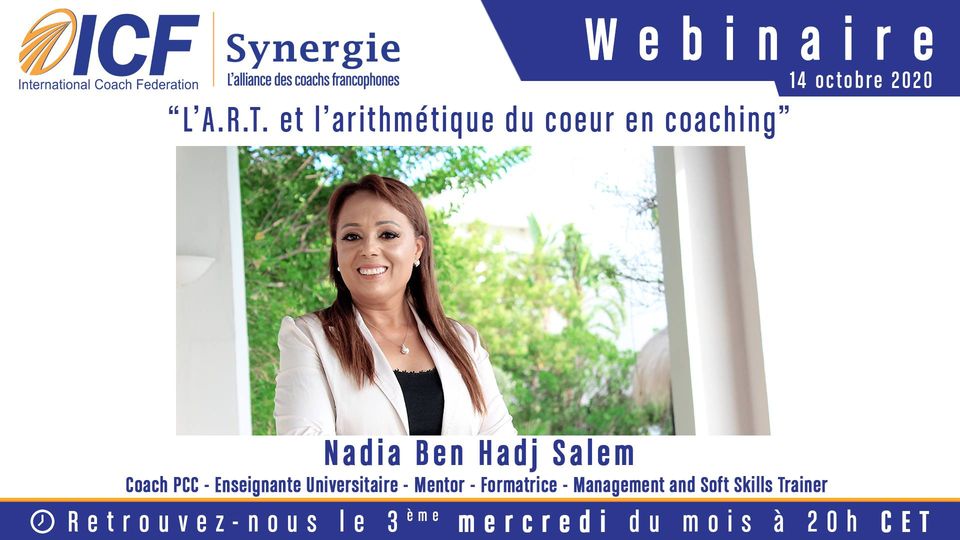 ICF
International Coach Federation
Synergie
L'alliance des coachs francophones
Webinaire
14 octobre 2020
“L'A.R.T. et l'arithmétique du coeur en coaching”
Nadia Ben Hadj Salem
Coach PCC - Enseignante Universitaire - Mentor - Formatrice - Management and Soft Skills Trainer
Retrouvez-nous le 3ème mercredi du mois à 20h CET